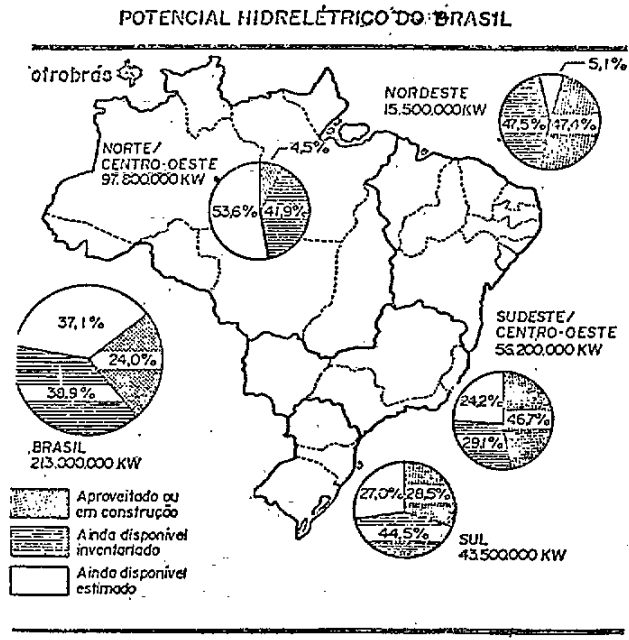 POTENCIAL HIDRELÉTRICO DO BRASIL
otrobrás
5,1%
NORDESTE
15.500.000 KW
47,5%
47,4%
NORTE/
CENTRO-OESTE
97.800.000 KW
4,5%
53,6%
41,9%
SUDESTE/
CENTRO-OESTE
56.200.000 KW
37,1%
24,0%
38,9%
24,2%
46,7%
29,1%
BRASIL
213.000.000 KW
27,0%
28,5%
44,5%
SUL
43.500.000 KW
Aproveitado ou
em construção
Ainda disponível
inventariado
Ainda disponível
estimado